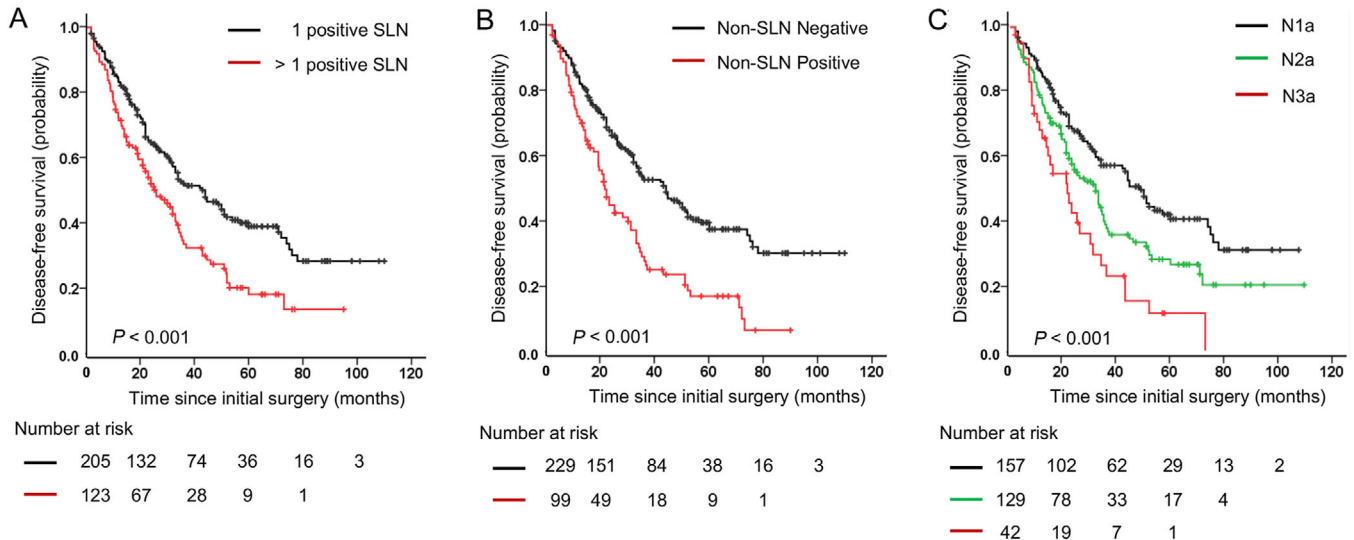 A
1 positive SLN
> 1 positive SLN
Disease-free survival (probability)
1.0
0.8
0.6
0.4
0.2
0.0
P < 0.001
0 20 40 60 80 100 120
Time since initial surgery (months)
Number at risk
205 132 74 36 16 3
123 67 28 9 1
B
Non-SLN Negative
Non-SLN Positive
Disease-free survival (probability)
1.0
0.8
0.6
0.4
0.2
0.0
P < 0.001
0 20 40 60 80 100 120
Time since initial surgery (months)
Number at risk
229 151 84 38 16 3
99 49 18 9 1
C
N1a
N2a
N3a
Disease-free survival (probability)
1.0
0.8
0.6
0.4
0.2
0.0
P < 0.001
0 20 40 60 80 100 120
Time since initial surgery (months)
Number at risk
157 102 62 29 13 2
129 78 33 17 4
42 19 7 1